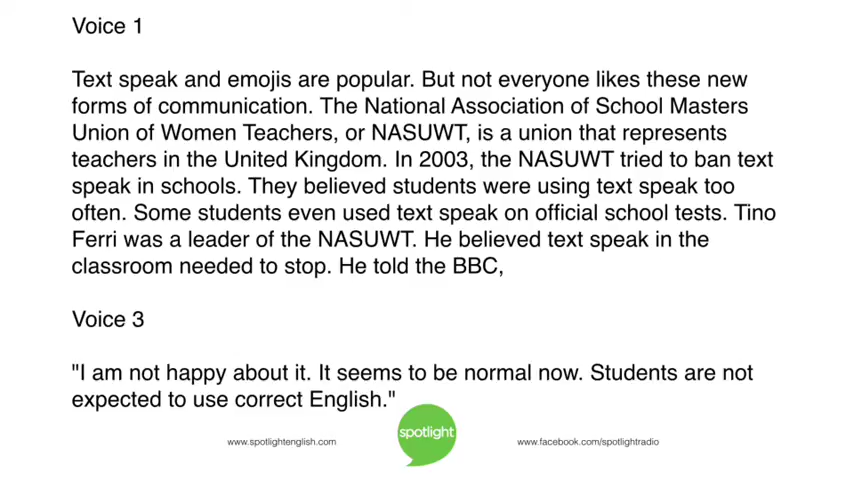 Voice 1
Text speak and emojis are popular. But not everyone likes these new
forms of communication. The National Association of School Masters
Union of Women Teachers, or NASUWT, is a union that represents
teachers in the United Kingdom. In 2003, the NASUWT tried to ban text
speak in schools. They believed students were using text speak too
often. Some students even used text speak on official school tests. Tino
Ferri was a leader of the NASUWT. He believed text speak in the
classroom needed to stop. He told the BBC,
Voice 3
"I am not happy about it. It seems to be normal now. Students are not
expected to use correct English."
spotlight
www.spotlightenglish.com
www.facebook.com/spotlightradio